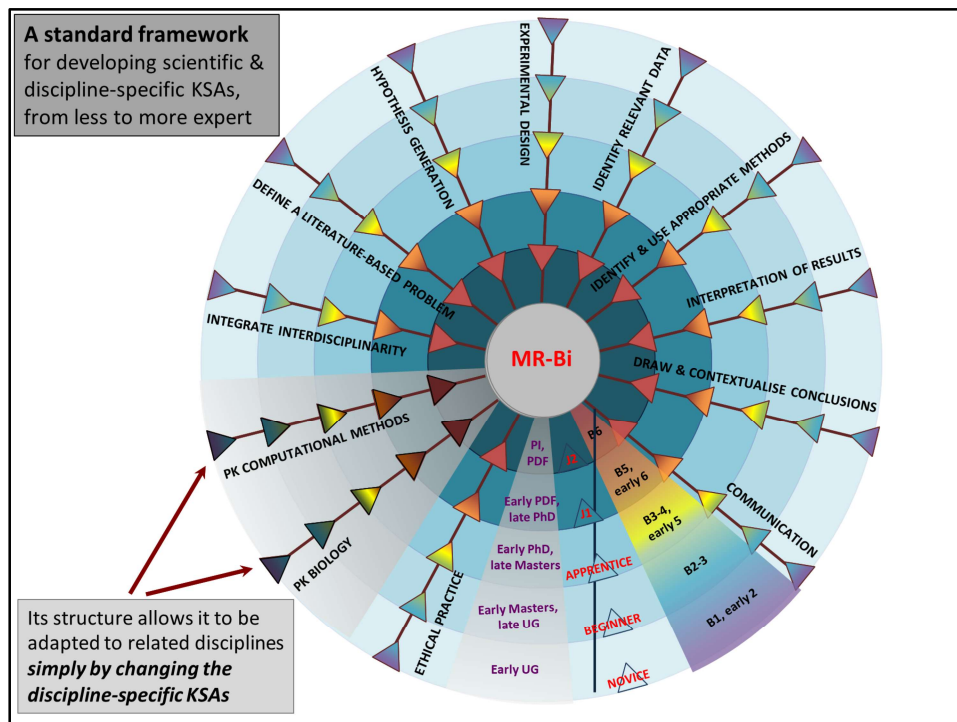 A standard framework
for developing scientific &
discipline-specific KSAs,
from less to more expert
EXPERIMENTAL DESIGN
HYPOTHESIS GENERATION
IDENTIFY RELEVANT DATA
DEFINE A LITERATURE-BASED PROBLEM
IDENTIFY & USE APPROPRIATE METHODS
INTEGRATE INTERDISCIPLINARITY
INTERPRETATION OF RESULTS
MR-Bi
DRAW & CONTEXTUALISE CONCLUSIONS
PK COMPUTATIONAL METHODS
PK BIOLOGY
ETHICAL PRACTICE
COMMUNICATION
PI,
PDF
Early PDF,
late PhD
Early PhD,
late Masters
Early Masters,
late UG
Early UG
J2
J1
APPRENTICE
BEGINNER
NOVICE
B6
B5,
early 6
B3-4,
early 5
B2-3
B1, early 2
Its structure allows it to be
adapted to related disciplines
simply by changing the
discipline-specific KSAs